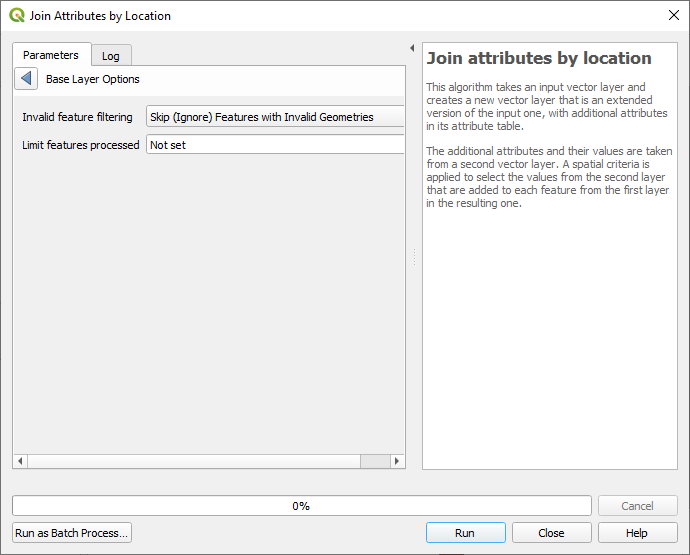 Join Attributes by Location
Parameters
Log
Base Layer Options
Invalid feature filtering
Skip (Ignore) Features with Invalid Geometries
Limit features processed
Not set
Join attributes by location
This algorithm takes an input vector layer and
creates a new vector layer that is an extended
version of the input one, with additional attributes
in its attribute table.
The additional attributes and their values are taken
from a second vector layer. A spatial criteria is
applied to select the values from the second layer
that are added to each feature from the first layer
in the resulting one.
0%
Cancel
Run as Batch Process...
Run
Close
Help